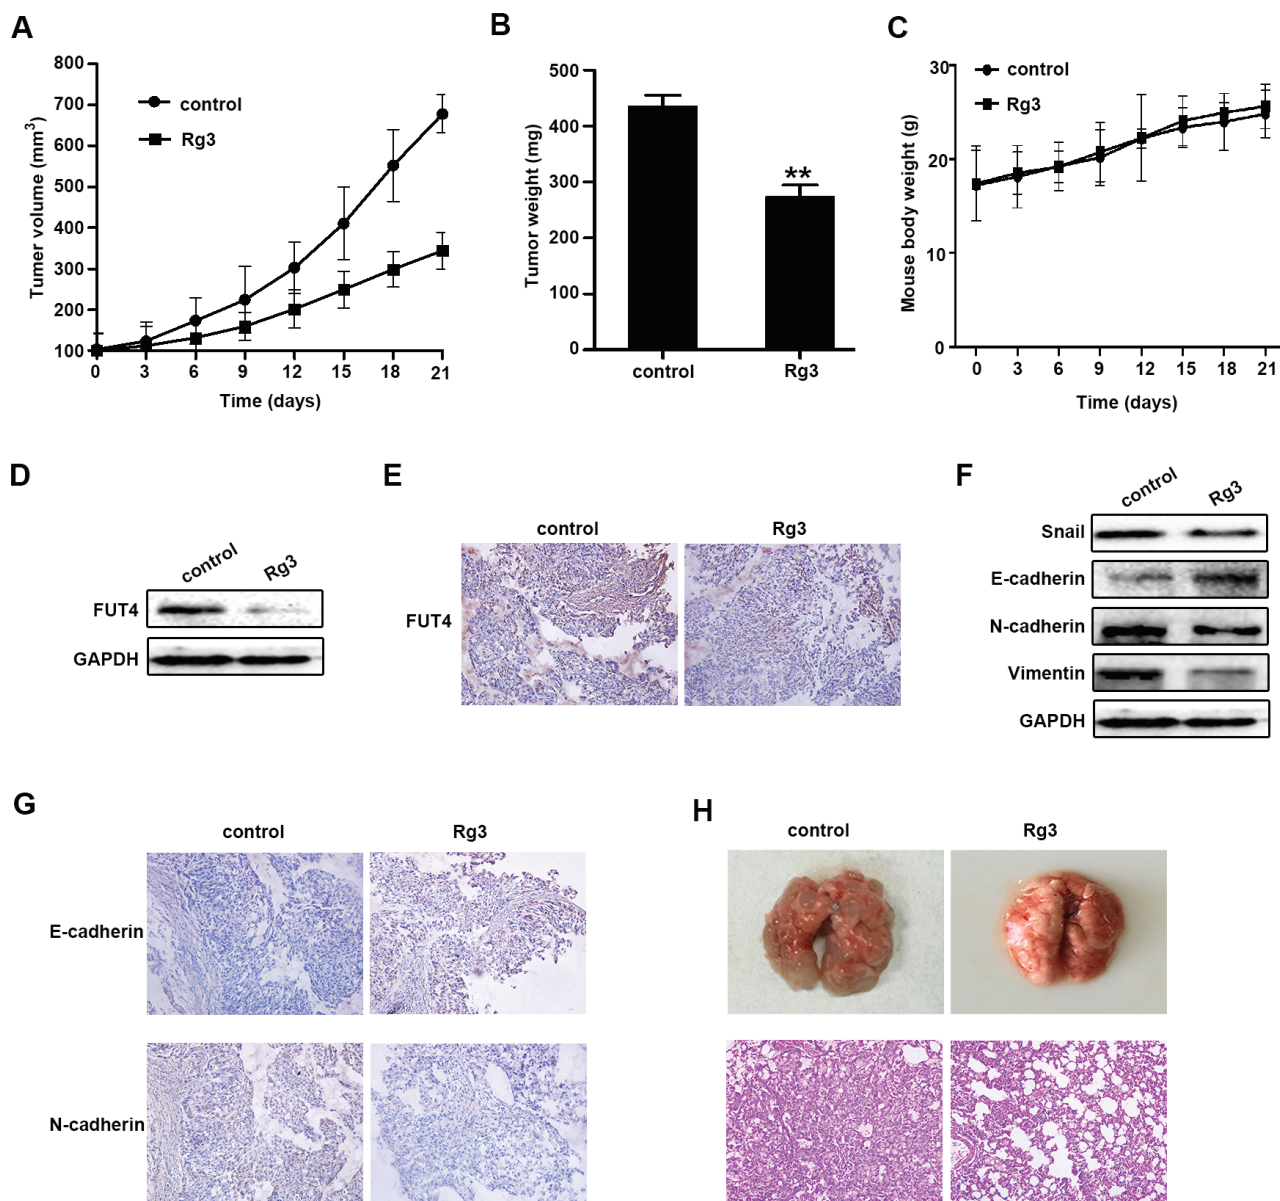 A
800
700
600
500
400
300
200
100
Tumer volume (mm³)
control
Rg3
0 3 6 9 12 15 18 21
Time (days)
B
500
400
300
200
100
0
Tumor weight (mg)
**
control Rg3
C
30
20
10
0
Mouse body weight (g)
control
Rg3
0 3 6 9 12 15 18 21
Time (days)
D
control Rg3
FUT4
GAPDH
E
control Rg3
FUT4
F
control Rg3
Snail
E-cadherin
N-cadherin
Vimentin
GAPDH
G
control Rg3
E-cadherin
N-cadherin
H
control Rg3